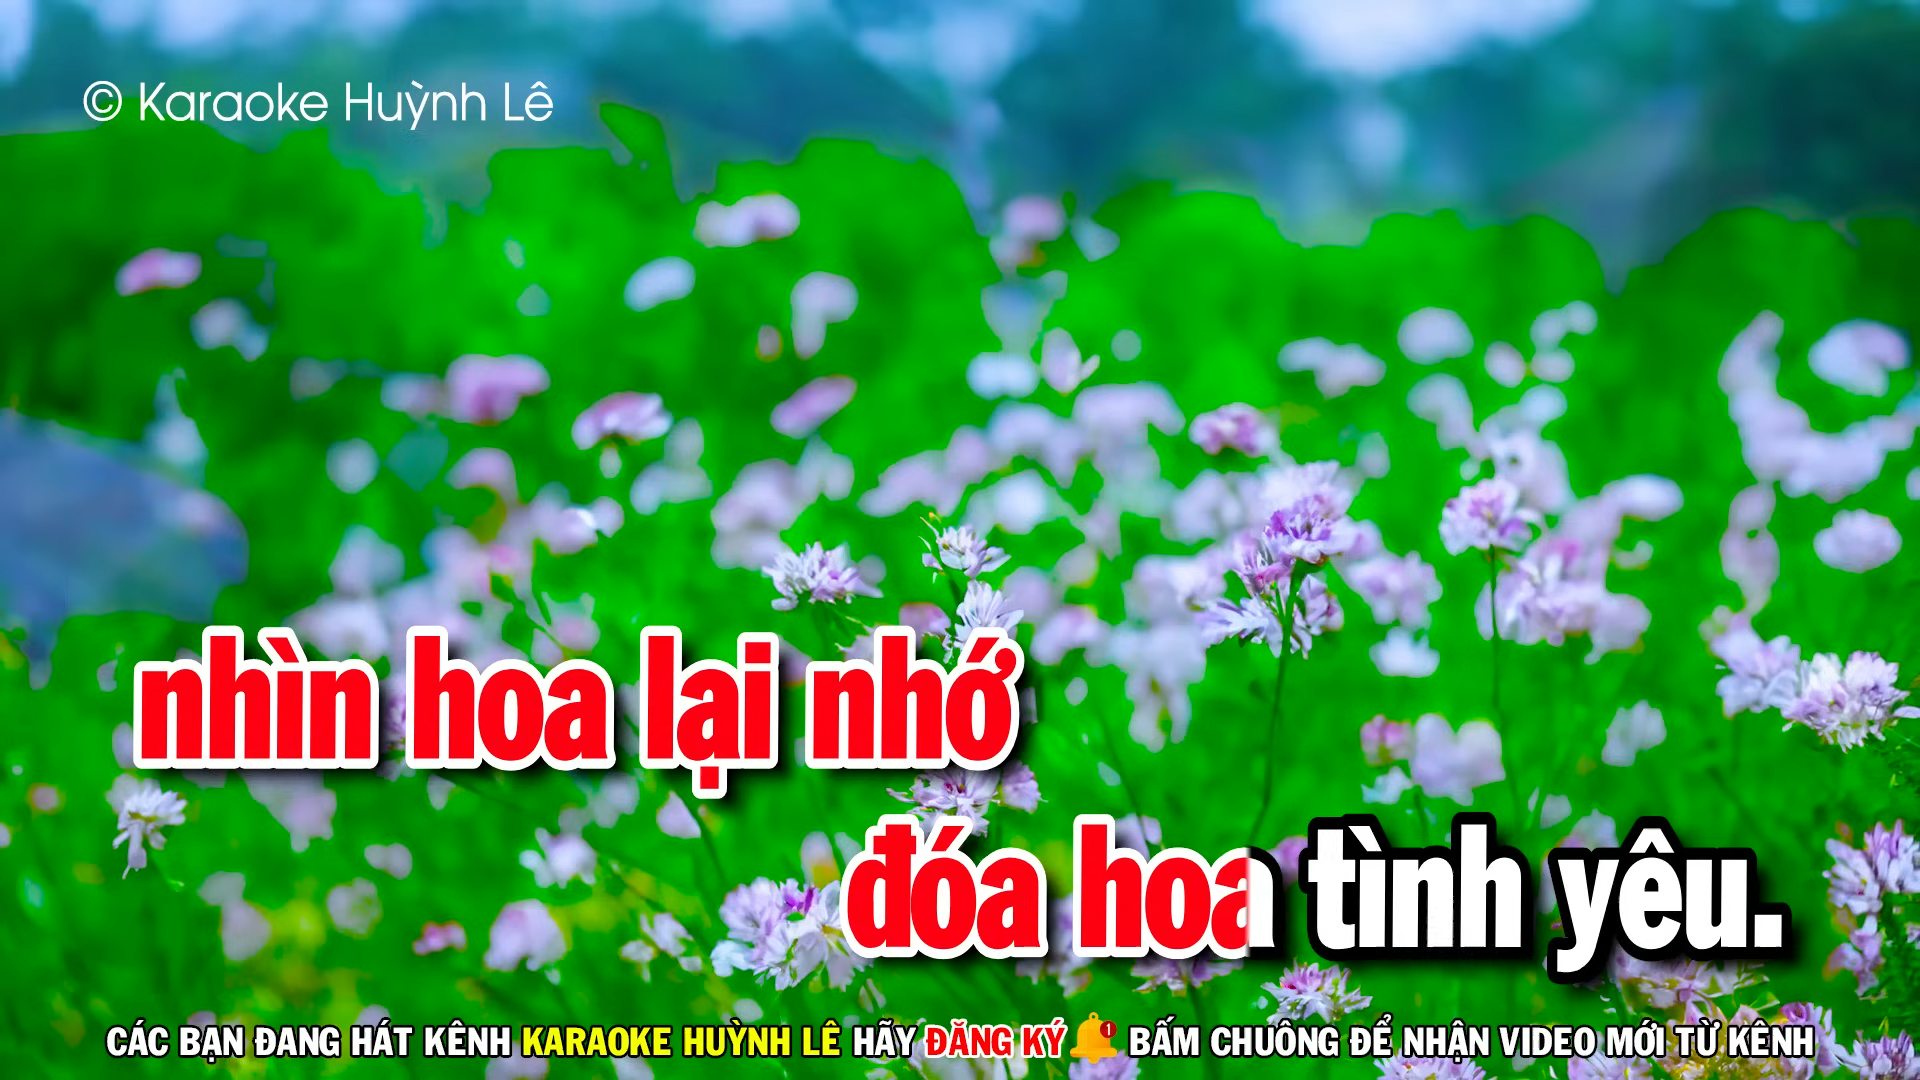 © Karaoke Huỳnh Lê
nhìn hoa lại nhớ
đóa hoa tình yêu.
CÁC BẠN ĐANG HÁT KÊNH KARAOKE HUỲNH LÊ HÃY ĐĂNG KÝ 1 BẤM CHUÔNG ĐỂ NHẬN VIDEO MỚI TỪ KÊNH